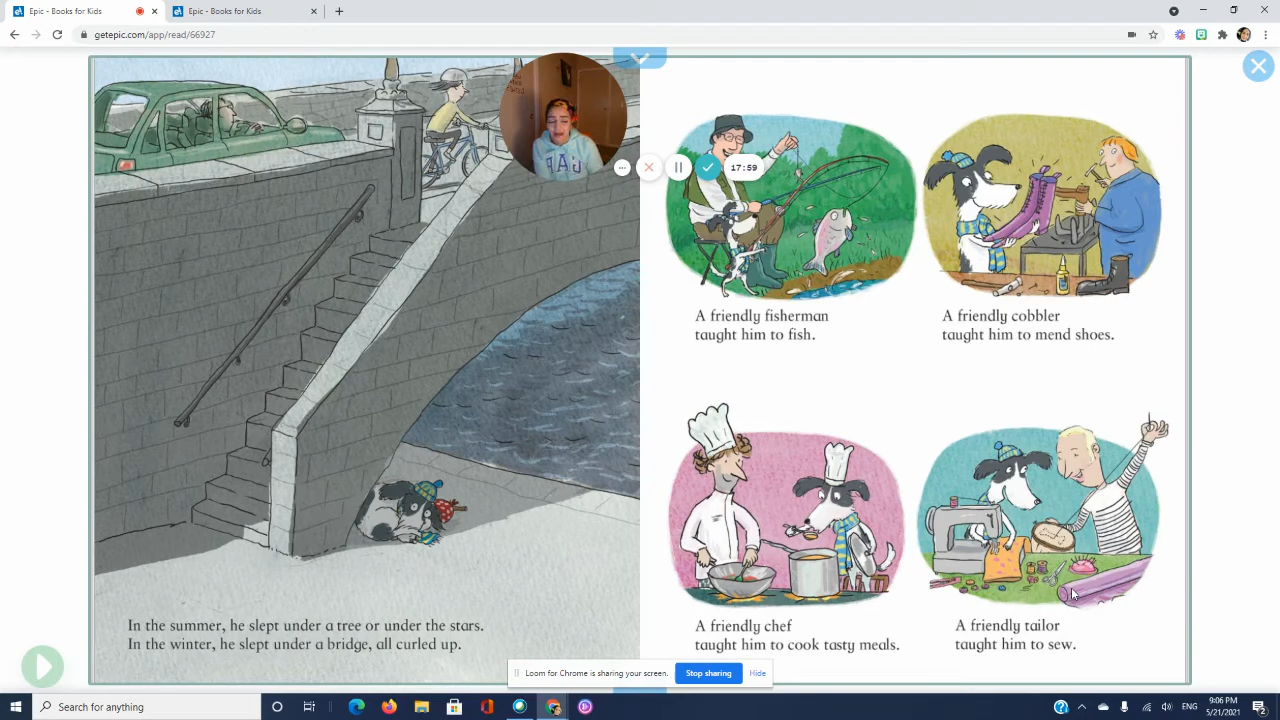 Epic - Books for Kids
Epic - Books for Kids
getepic.com/app/read/66927
GAP
17:59
A friendly fisherman
taught him to fish.
A friendly cobbler
taught him to mend shoes.
In the summer, he slept under a tree or under the stars.
In the winter, he slept under a bridge, all curled up.
A friendly chef
taught him to cook tasty meals.
A friendly tailor
taught him to sew.
Loom for Chrome is sharing your screen.
Stop sharing
Hide
Search for anything
ENG
9:06 PM
5/21/2021
2